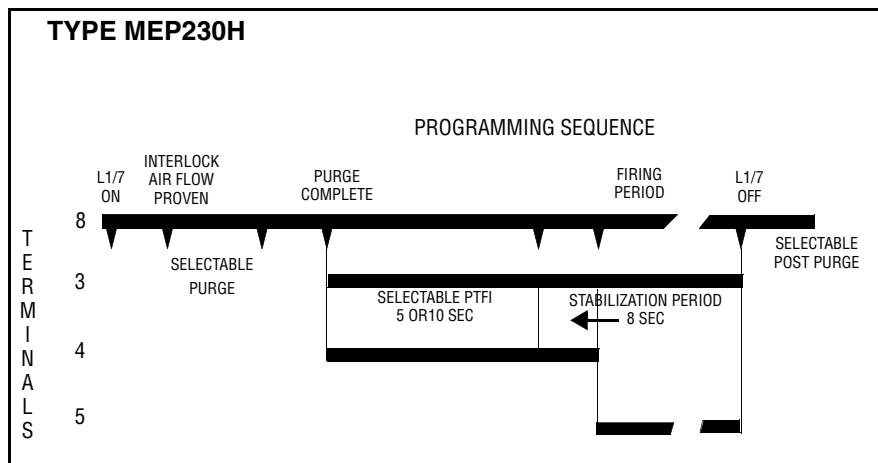 TYPE MEP230H
PROGRAMMING SEQUENCE
L1/7
ON
INTERLOCK
AIR FLOW
PROVEN
PURGE
COMPLETE
FIRING
PERIOD
L1/7
OFF
8
SELECTABLE
PURGE
SELECTABLE
POST PURGE
3
SELECTABLE PTFI
5 OR10 SEC
STABILIZATION PERIOD
8 SEC
4
5
TERMINALS